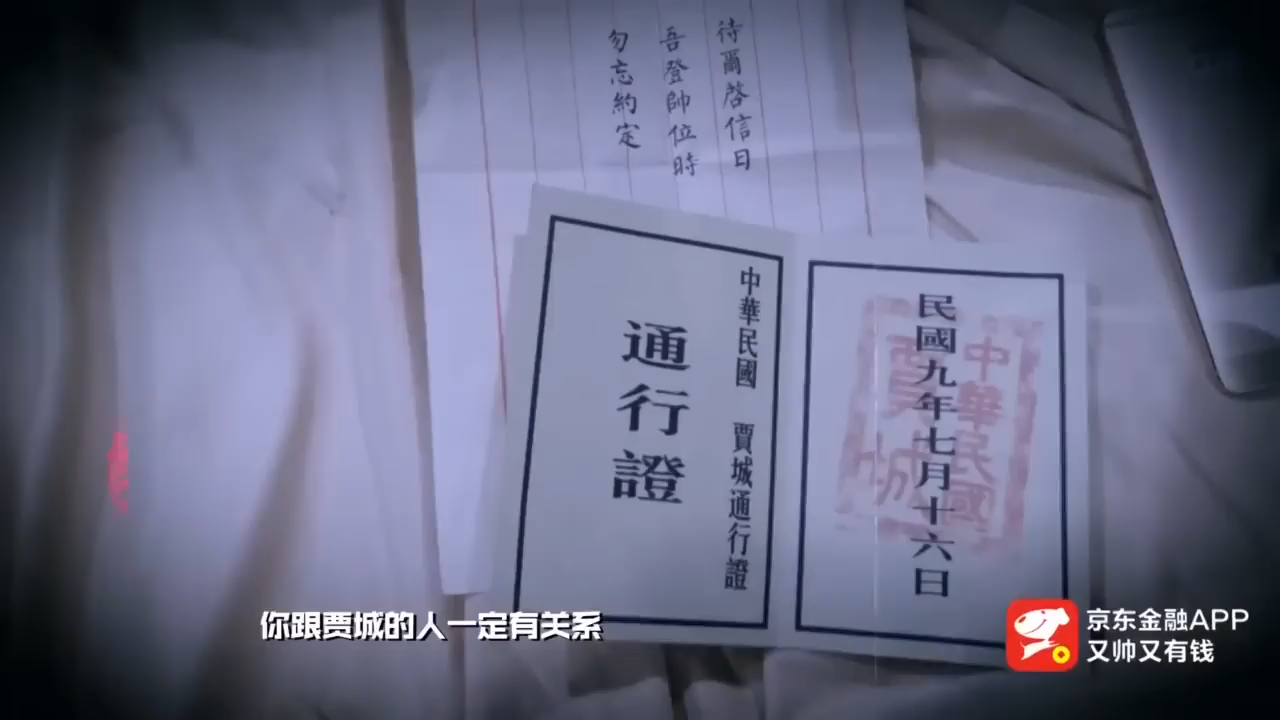 待爾啓信日
吾登帥位時
勿忘約定
中華民國 賈城通行證
通行證
民國九年七月十六日
中華民國
賈城
你跟贾城的人一定有关系
京东金融APP
又帅又有钱